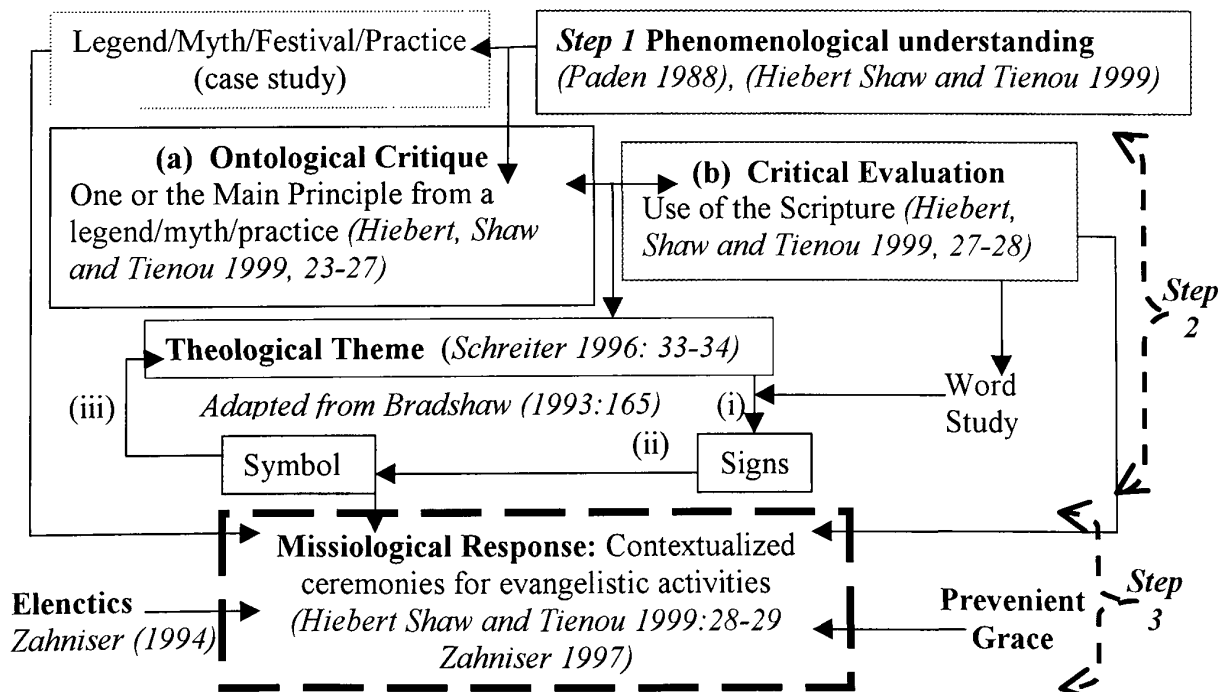 Legend/Myth/Festival/Practice
(case study)
Step 1 Phenomenological understanding
(Paden 1988), (Hiebert Shaw and Tienou 1999)
(a) Ontological Critique
One or the Main Principle from a
legend/myth/practice (Hiebert, Shaw
and Tienou 1999, 23-27)
(b) Critical Evaluation
Use of the Scripture (Hiebert,
Shaw and Tienou 1999, 27-28)
Step
2
Theological Theme (Schreiter 1996: 33-34)
(iii)
Adapted from Bradshaw (1993:165)
(i)
Word
Study
(ii)
Symbol
Signs
Missiological Response: Contextualized
ceremonies for evangelistic activities
(Hiebert Shaw and Tienou 1999:28-29
Zahniser 1997)
Elenctics
Zahniser (1994)
Prevenient
Grace
Step
3